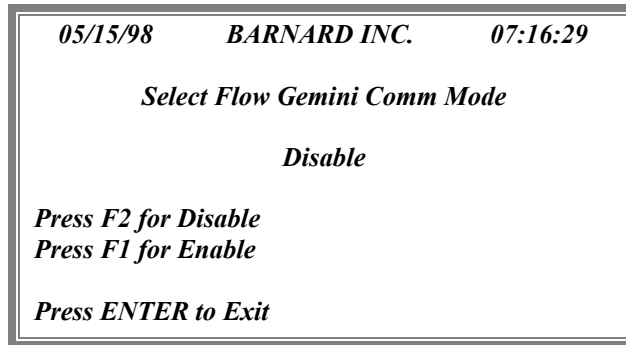 05/15/98 BARNARD INC. 07:16:29
Select Flow Gemini Comm Mode
Disable
Press F2 for Disable
Press F1 for Enable
Press ENTER to Exit